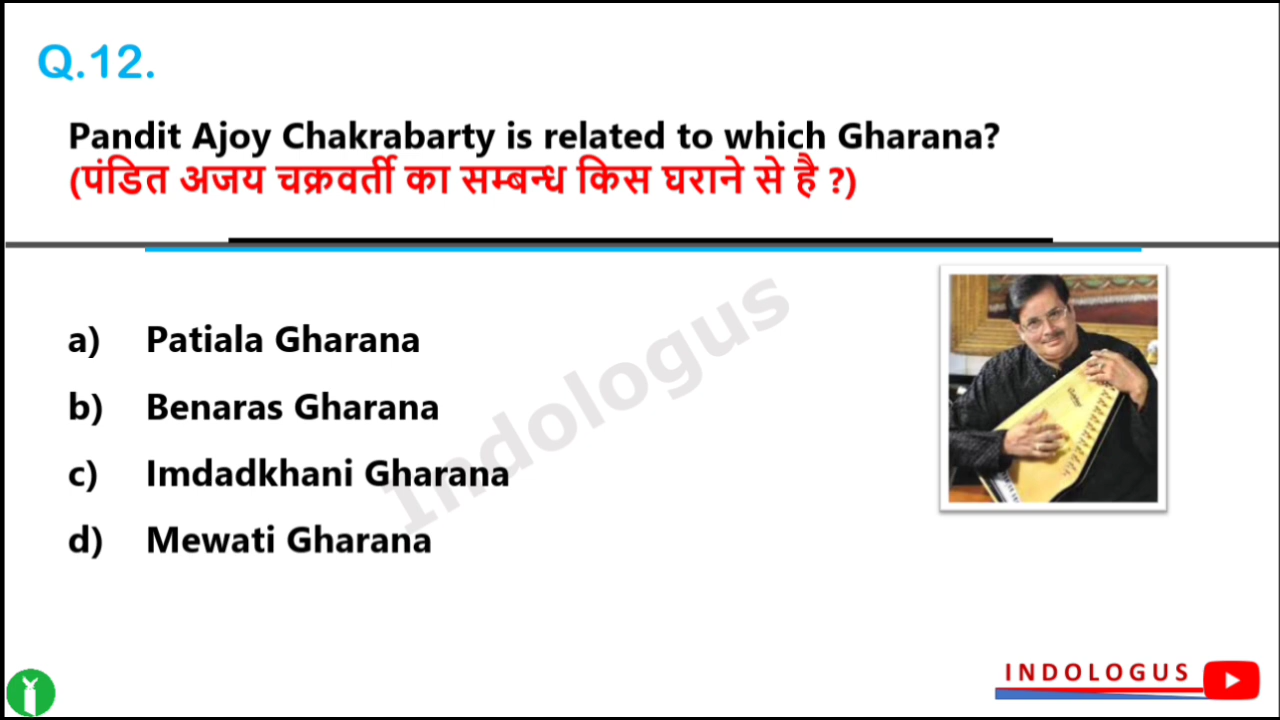 Q.12.
Pandit Ajoy Chakrabarty is related to which Gharana?
(पंडित अजय चक्रवर्ती का सम्बन्ध किस घराने से है ?)
a) Patiala Gharana
b) Benaras Gharana
c) Imdadkhani Gharana
d) Mewati Gharana
Indologus
INDOLOGUS